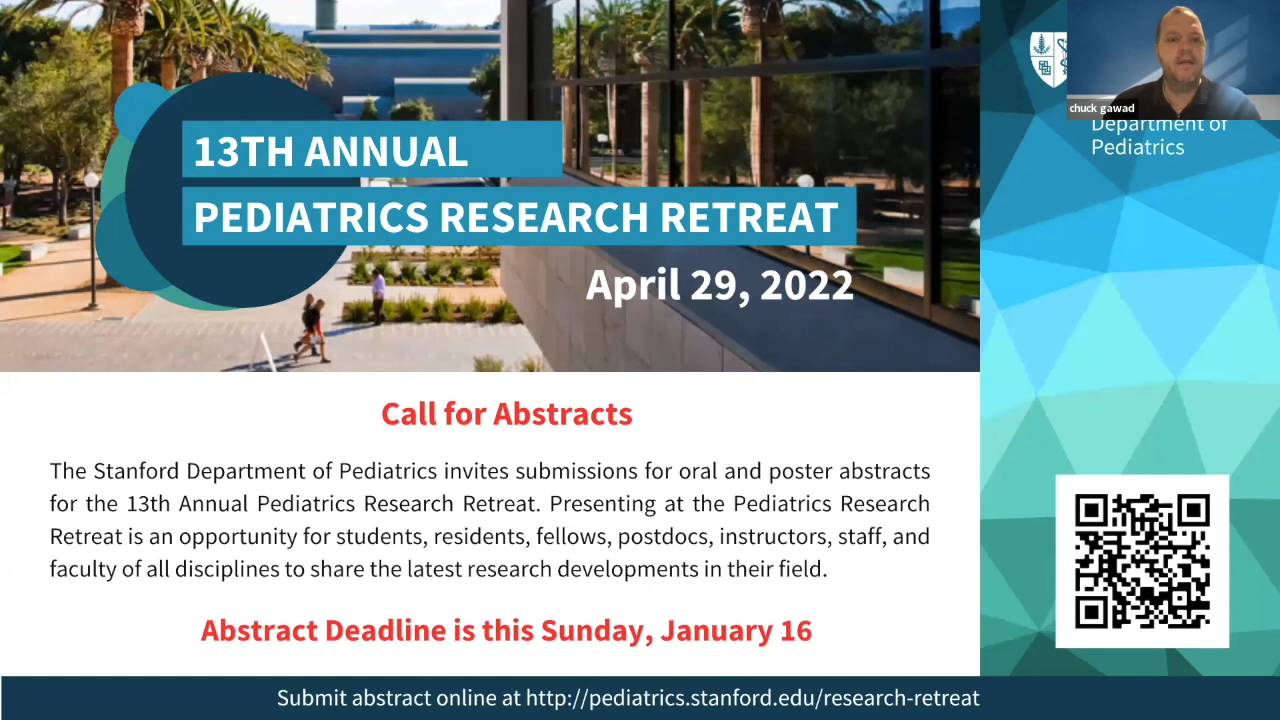 13TH ANNUAL
PEDIATRICS RESEARCH RETREAT
April 29, 2022
chuck gawad
Department of
Pediatrics
Call for Abstracts
The Stanford Department of Pediatrics invites submissions for oral and poster abstracts
for the 13th Annual Pediatrics Research Retreat. Presenting at the Pediatrics Research
Retreat is an opportunity for students, residents, fellows, postdocs, instructors, staff, and
faculty of all disciplines to share the latest research developments in their field.
Abstract Deadline is this Sunday, January 16
Submit abstract online at http://pediatrics.stanford.edu/research-retreat